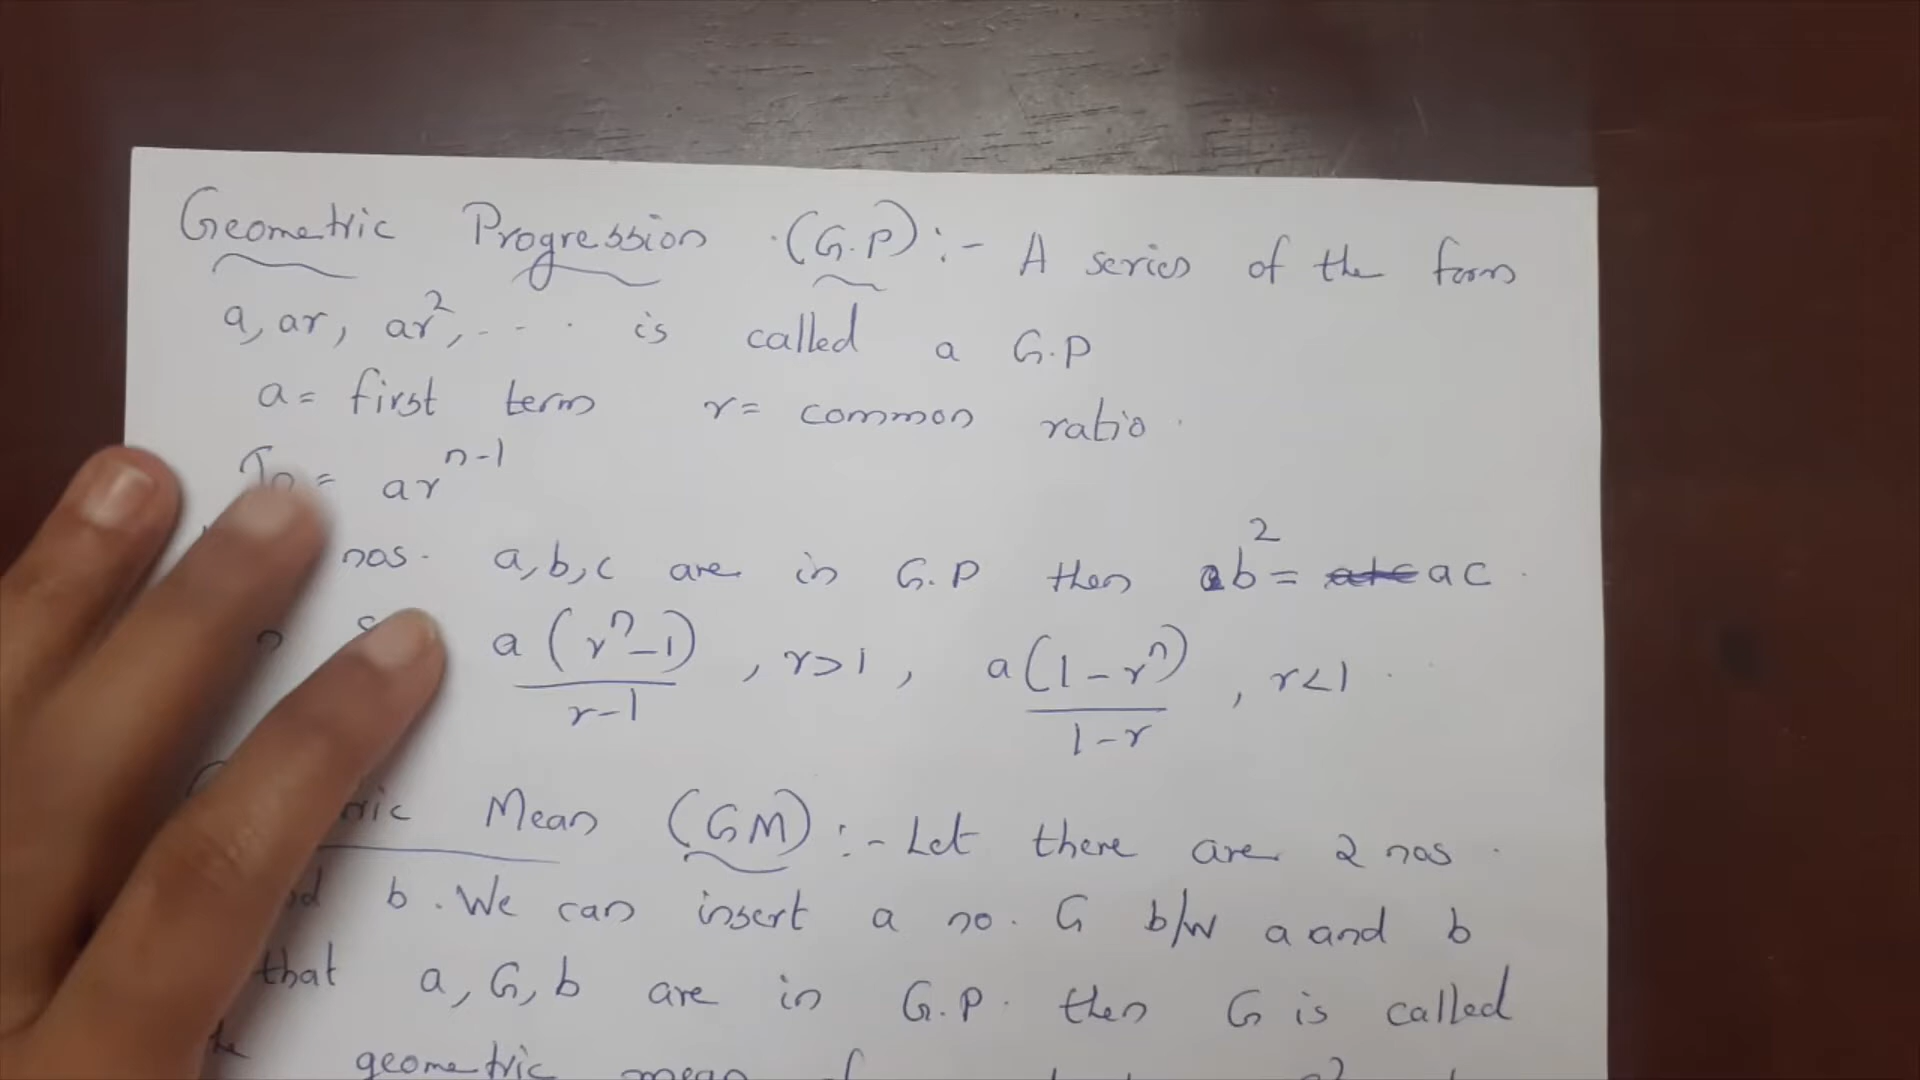 Geometric Progression (G.P) :- A series of the form
a, ar, ar², - - - . is called a G.P
a = first term r = common ratio.
Tn = ar^(n-1)
nos. a, b, c are in G.P then b² = ac.
a(r^n - 1) / (r - 1) , r > 1 , a(1 - r^n) / (1 - r) , r < 1 .
Mean (GM) :- Let there are 2 nos.
b. We can insert a no. G b/w a and b
that a, G, b are in G.P. then G is called
geometric mean